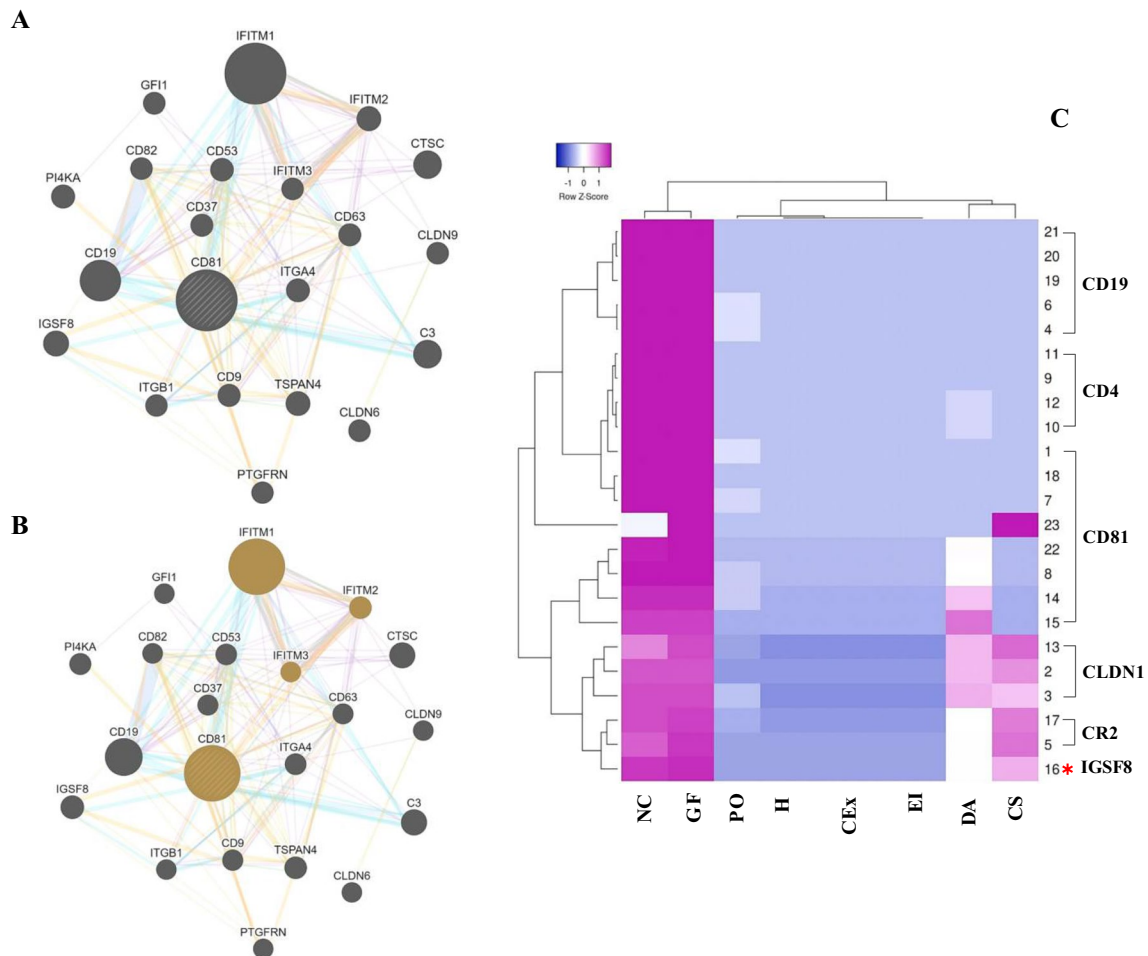 A
IFITM1
GFI1
IFITM2
CD82
CD53
CTSC
PI4KA
IFITM3
CD37
CD63
CLDN9
CD19
CD81
ITGA4
IGSF8
C3
ITGB1
CD9
TSPAN4
CLDN6
PTGFRN
B
IFITM1
GFI1
IFITM2
CD82
CD53
CTSC
PI4KA
IFITM3
CD37
CD63
CLDN9
CD19
CD81
ITGA4
IGSF8
C3
ITGB1
CD9
TSPAN4
CLDN6
PTGFRN
C
-1 0 1
Row Z-Score
21
20
19
6
4
CD19
11
9
12
10
CD4
1
18
7
23
22
8
14
15
CD81
13
2
3
CLDN1
17
5
CR2
16 * IGSF8
NC GF PO H CEx EI DA CS